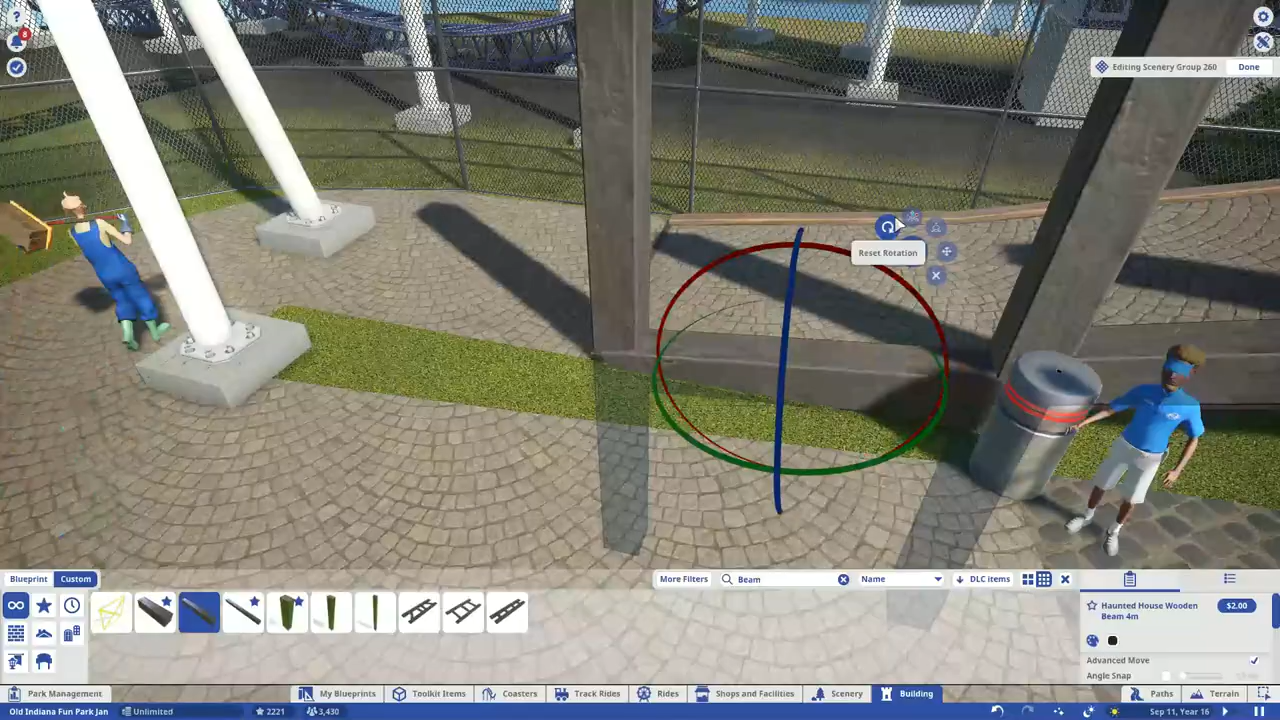 ?
8
Editing Scenery Group 260 Done
Reset Rotation
Blueprint Custom
More Filters Beam Name DLC items
Haunted House Wooden
Beam 4m
$2.00
Advanced Move
Angle Snap
Park Management My Blueprints Toolkit Items Coasters Track Rides Rides Shops and Facilities Scenery Building Paths Terrain
Old Indiana Fun Park Jan Unlimited 2221 3,430 Sep 11, Year 16